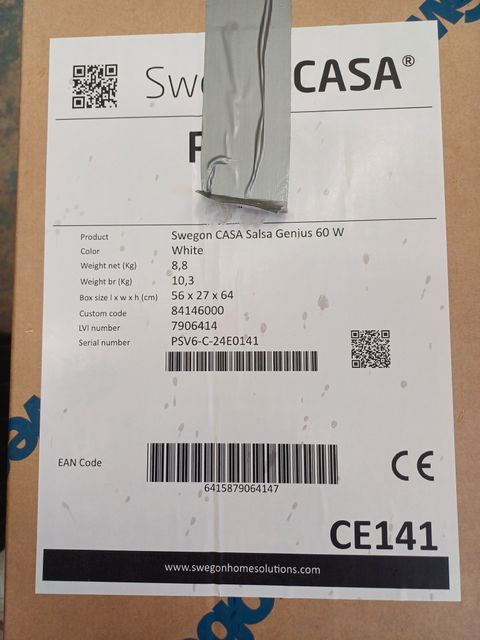 Swe CASA®
Product Swegon CASA Salsa Genius 60 W
Color White
Weight net (Kg) 8,8
Weight br (Kg) 10,3
Box size l x w x h (cm) 56 x 27 x 64
Custom code 84146000
LVI number 7906414
Serial number PSV6-C-24E0141
EAN Code
6415879064147
CE
CE141
www.swegonhomesolutions.com